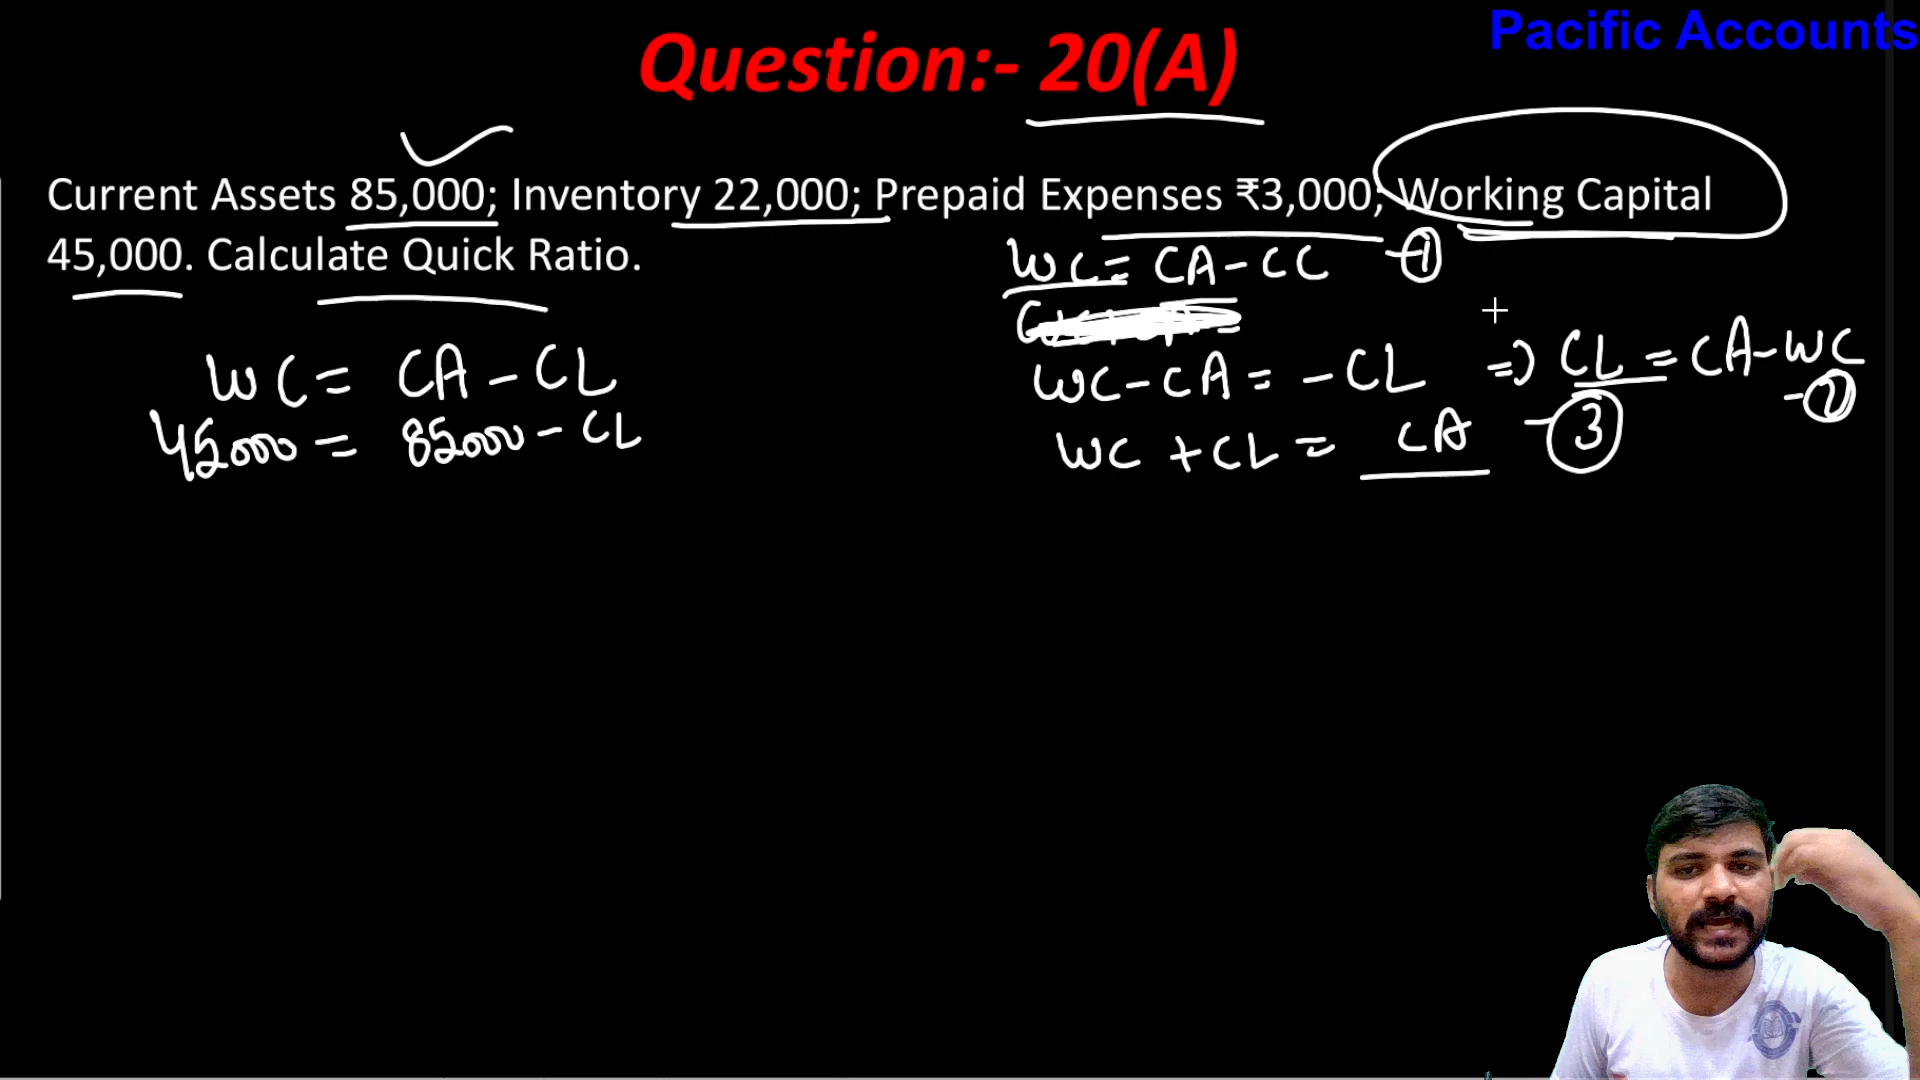 Pacific Accounts
Question:- 20(A)
Current Assets 85,000; Inventory 22,000; Prepaid Expenses ₹3,000; Working Capital
45,000. Calculate Quick Ratio.
WC = CA - CC -①
WC = CA - CL
45000 = 85000 - CL
WC - CA = - CL => CL = CA - WC -②
WC + CL = CA -③